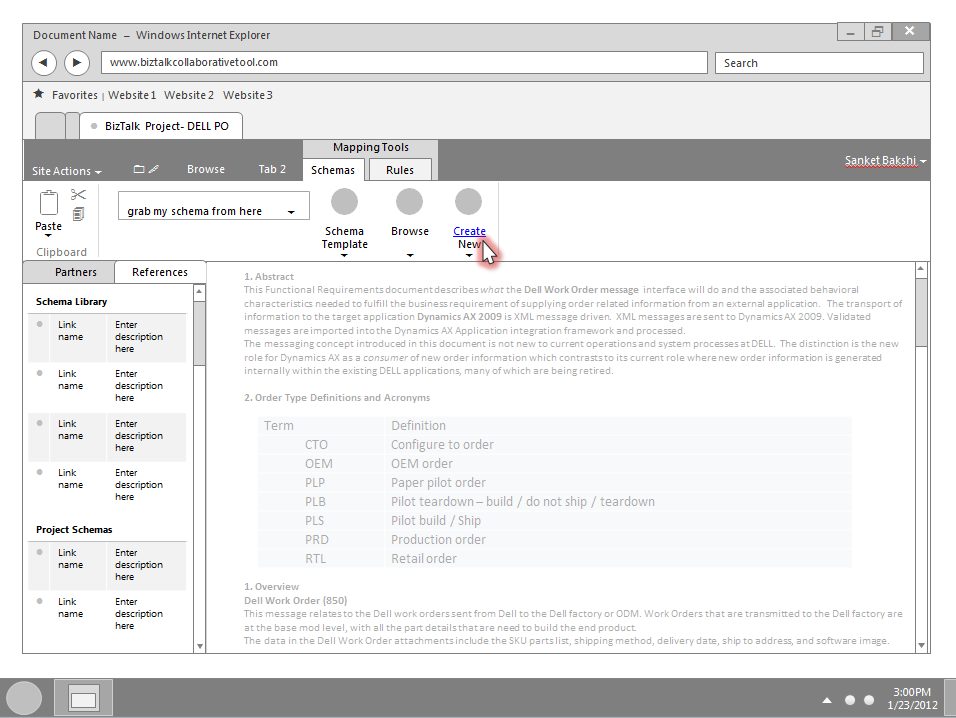 Document Name – Windows Internet Explorer
www.biztalkcollaborativetool.com
Search
Favorites | Website1 Website 2 Website3
BizTalk Project- DELL PO
Mapping Tools
Site Actions
Browse
Tab 2
Schemas
Rules
Sanket Bakshi
Paste
Clipboard
grab my schema from here
Schema
Template
Browse
Create
New
Partners
References
Schema Library
Link
name
Enter
description
here
Link
name
Enter
description
here
Link
name
Enter
description
here
Link
name
Enter
description
here
Project Schemas
Link
name
Enter
description
here
Link
name
Enter
description
here
1. Abstract
This Functional Requirements document describes what the Dell Work Order message interface will do and the associated behavioral
characteristics needed to fulfill the business requirement of supplying order related information from an external application. The transport of
information to the target application Dynamics AX 2009 is XML message driven. XML messages are sent to Dynamics AX 2009. Validated
messages are imported into the Dynamics AX Application integration framework and processed.
The messaging concept introduced in this document is not new to current operations and system processes at DELL. The distinction is the new
role for Dynamics AX as a consumer of new order information which contrasts to its current role where new order information is generated
internally within the existing DELL applications, many of which are being retired.
2. Order Type Definitions and Acronyms
Term Definition
CTO Configure to order
OEM OEM order
PLP Paper pilot order
PLB Pilot teardown – build / do not ship / teardown
PLS Pilot build / Ship
PRD Production order
RTL Retail order
1. Overview
Dell Work Order (850)
This message relates to the Dell work orders sent from Dell to the Dell factory or ODM. Work Orders that are transmitted to the Dell factory are
at the base mod level, with all the part details that are need to build the end product.
The data in the Dell Work Order attachments include the SKU parts list, shipping method, delivery date, ship to address, and software image.
3:00PM
1/23/2012